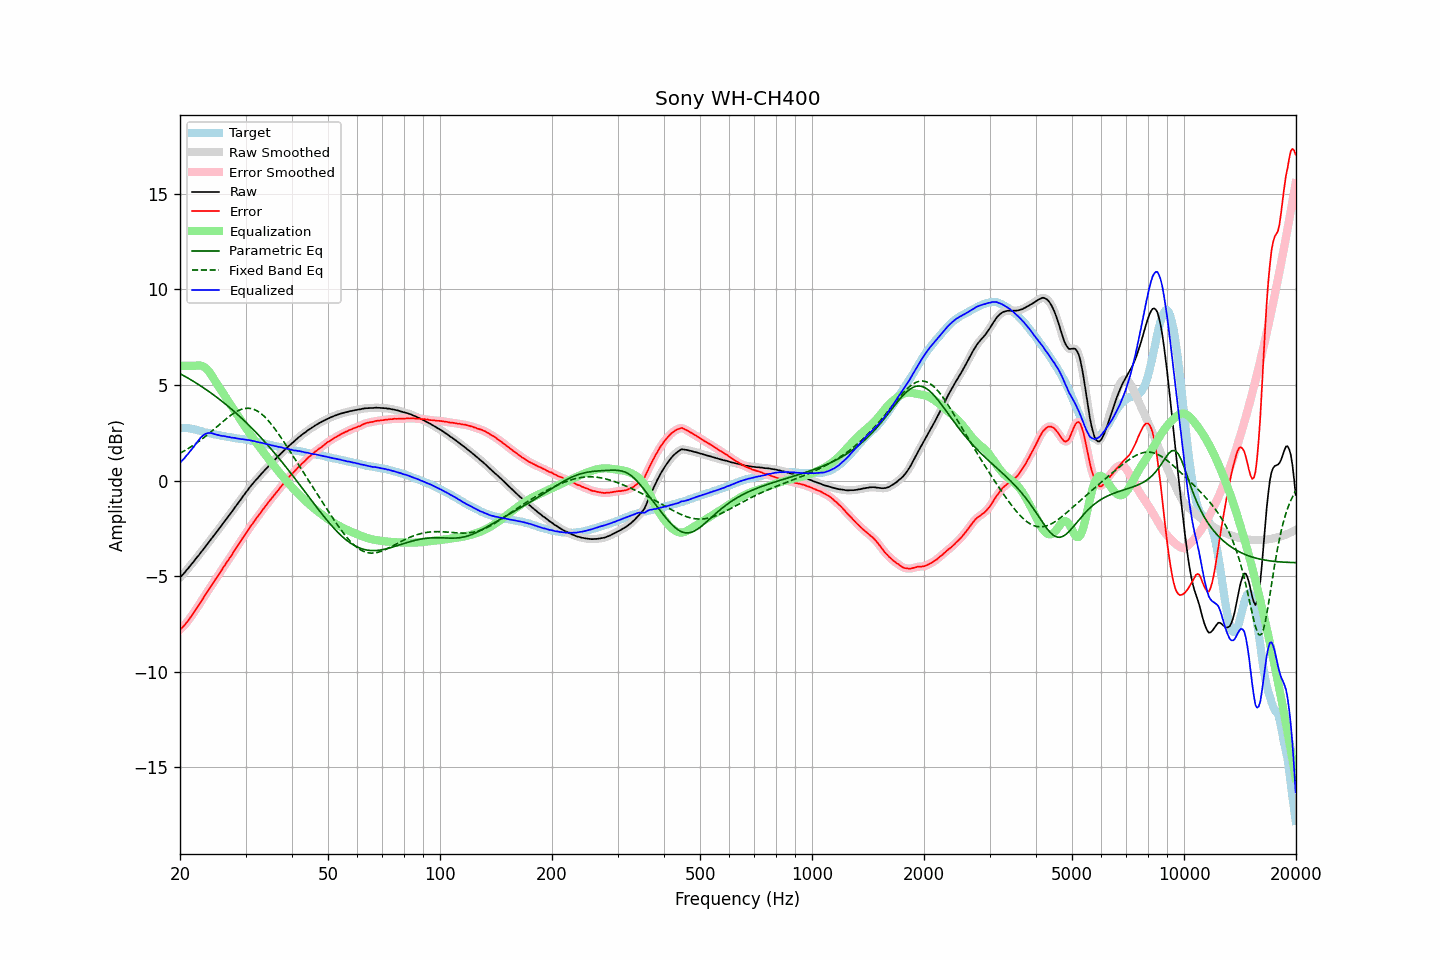 Sony WH-CH400
Target
Raw Smoothed
Error Smoothed
Raw
Error
Equalization
Parametric Eq
Fixed Band Eq
Equalized
Amplitude (dBr)
15
10
5
0
−5
−10
−15
20 50 100 200 500 1000 2000 5000 10000 20000
Frequency (Hz)